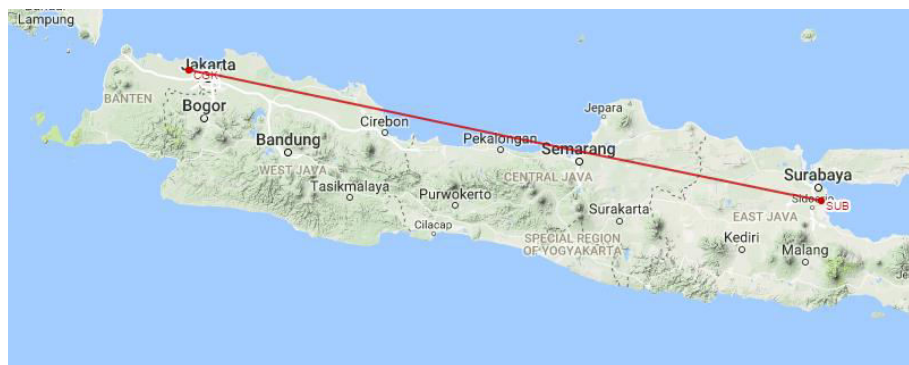 Lampung
Jakarta
CGK
BANTEN
Bogor
Jepara
Cirebon
Bandung
Pekalongan
Semarang
WEST JAVA
CENTRAL JAVA
Surabaya
Tasikmalaya
Purwokerto
SUB
Surakarta
EAST JAVA
Cilacap
SPECIAL REGION
OF YOGYAKARTA
Kediri
Malang